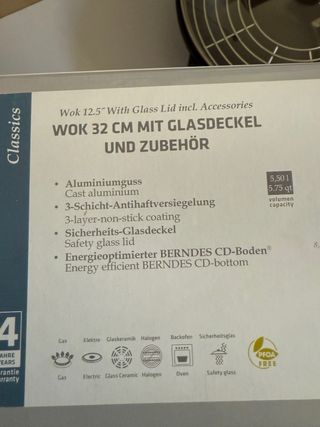 Classics
Wok 12.5" With Glass Lid incl. Accessories
WOK 32 CM MIT GLASDECKEL
UND ZUBEHÖR
• Aluminiumguss
Cast aluminium
• 3-Schicht-Antihaftversiegelung
3-layer-non-stick coating
• Sicherheits-Glasdeckel
Safety glass lid
• Energieoptimierter BERNDES CD-Boden®
Energy efficient BERNDES CD-bottom
5,50 l
5.75 qt
volumen
capacity
4
JAHRE
YEARS
Garantie
warranty
Gas Elektro Glaskeramik Halogen Backofen Sicherheitsglas
Gas Electric Glass Ceramic Halogen Oven Safety glass
PFOA
FREE